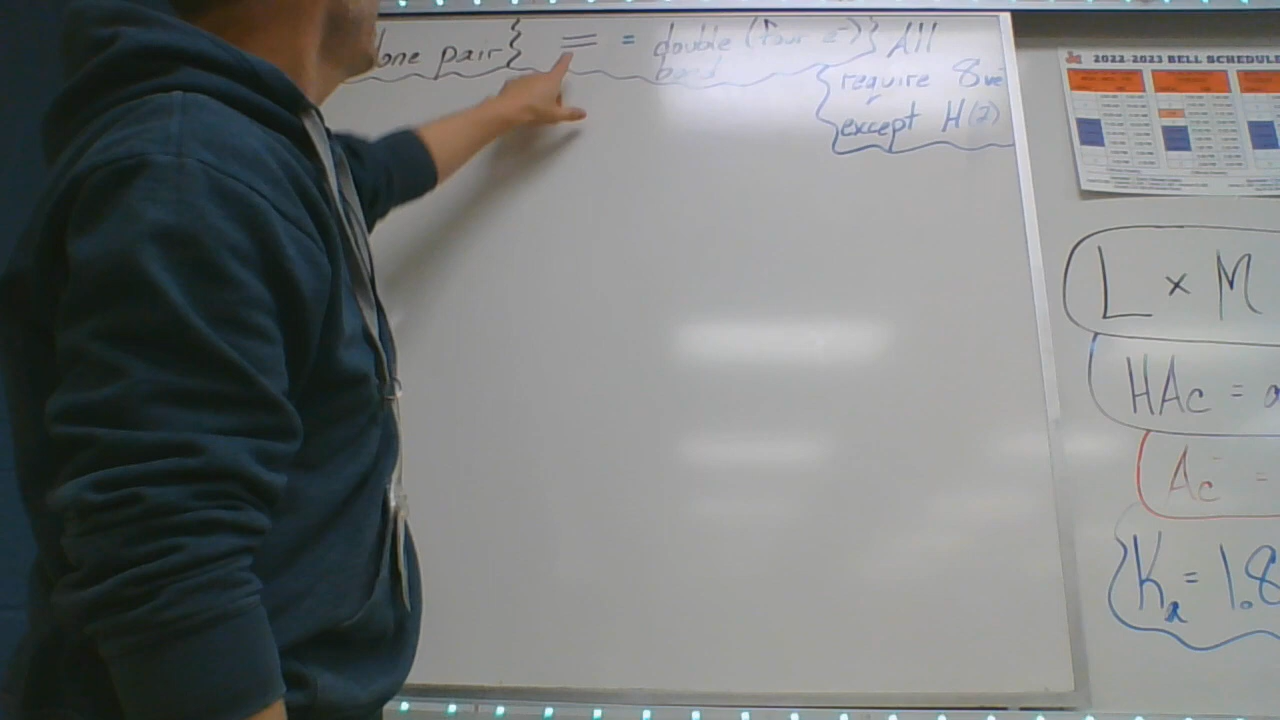 lone pair} = = double (four e⁻)} All
bond {require 8ve
{except H(2)
2022-2023 BELL SCHEDULE
L × M
HAc =
Ac⁻ =
Ka = 1.8